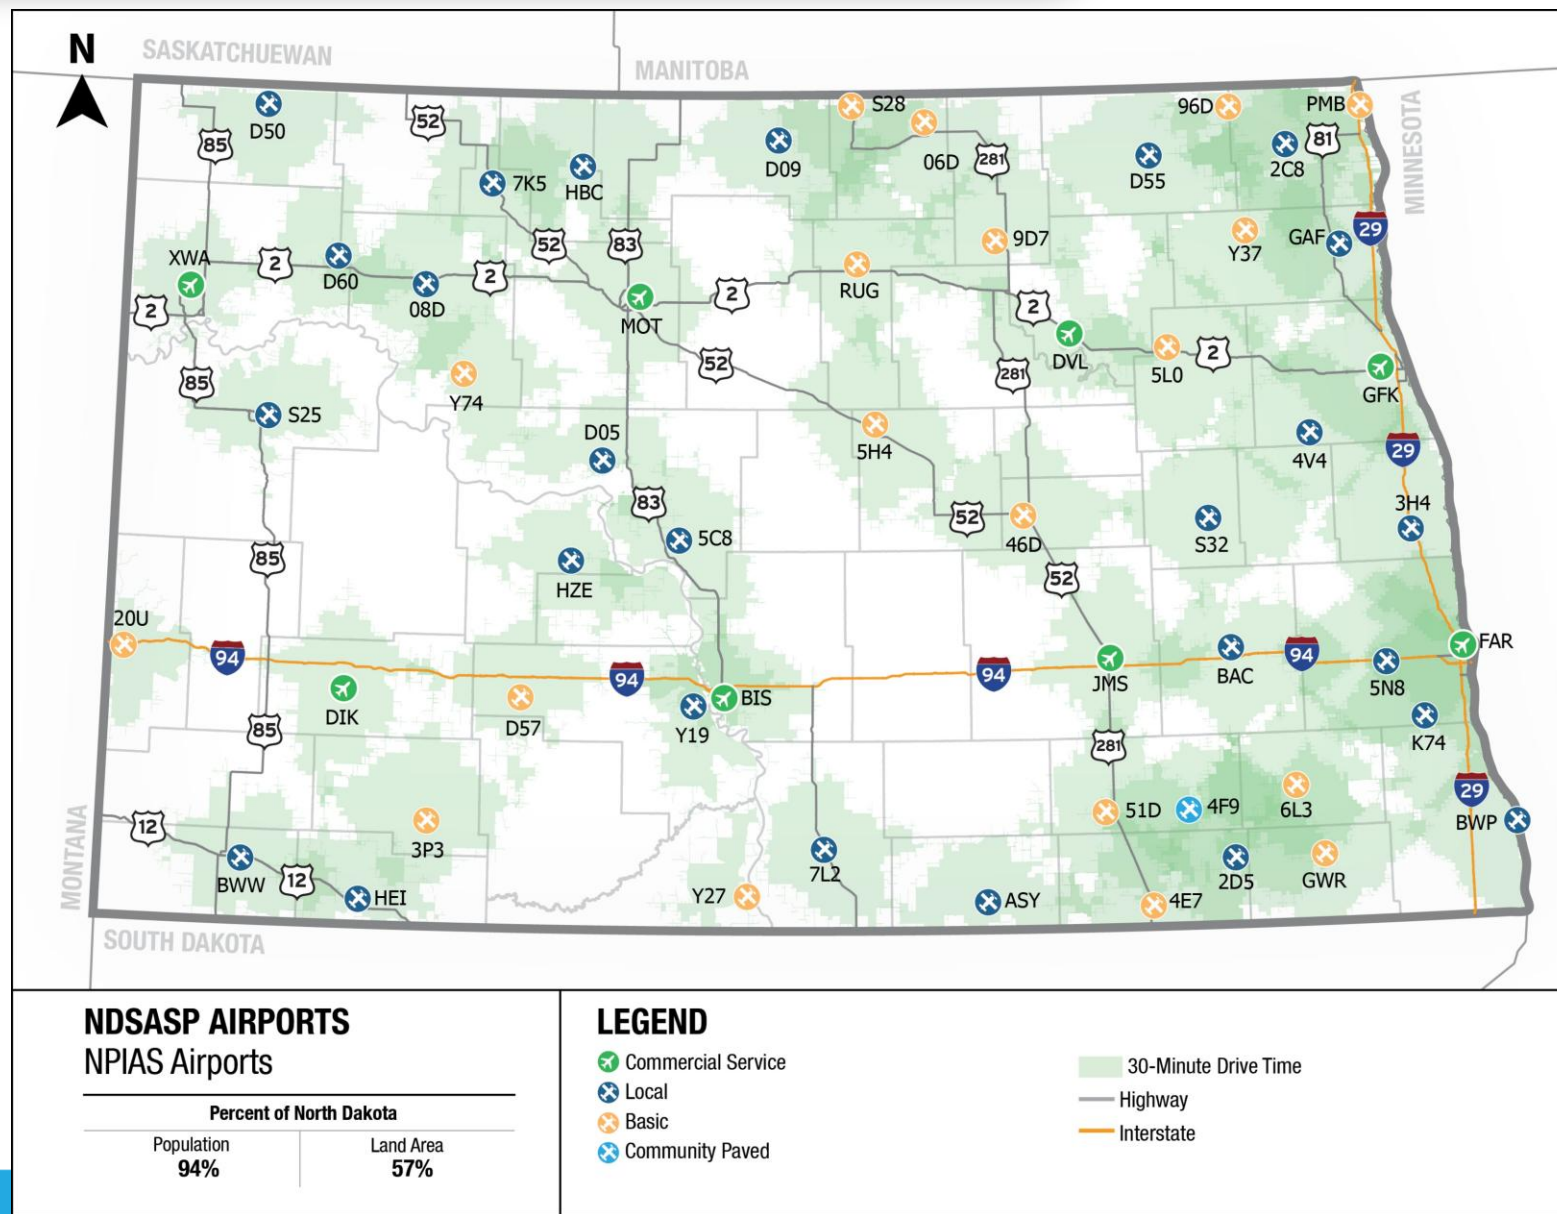 N
SASKATCHUEWAN
MANITOBA
MINNESOTA
MONTANA
SOUTH DAKOTA
D50
52
85
7K5
HBC
D09
S28
06D
281
D55
96D
PMB
81
2C8
XWA
2
D60
2
08D
2
52
83
MOT
2
RUG
9D7
Y37
GAF
29
2
DVL
5L0
2
GFK
85
S25
Y74
52
281
D05
5H4
4V4
29
3H4
83
5C8
52
46D
S32
85
HZE
52
20U
94
DIK
D57
94
Y19
BIS
94
JMS
BAC
94
5N8
FAR
K74
85
281
12
BWW
12
HEI
3P3
Y27
7L2
ASY
51D
4F9
6L3
29
BWP
2D5
GWR
4E7
NDSASP AIRPORTS
NPIAS Airports
Percent of North Dakota
Population
94%
Land Area
57%
LEGEND
Commercial Service
Local
Basic
Community Paved
30-Minute Drive Time
Highway
Interstate